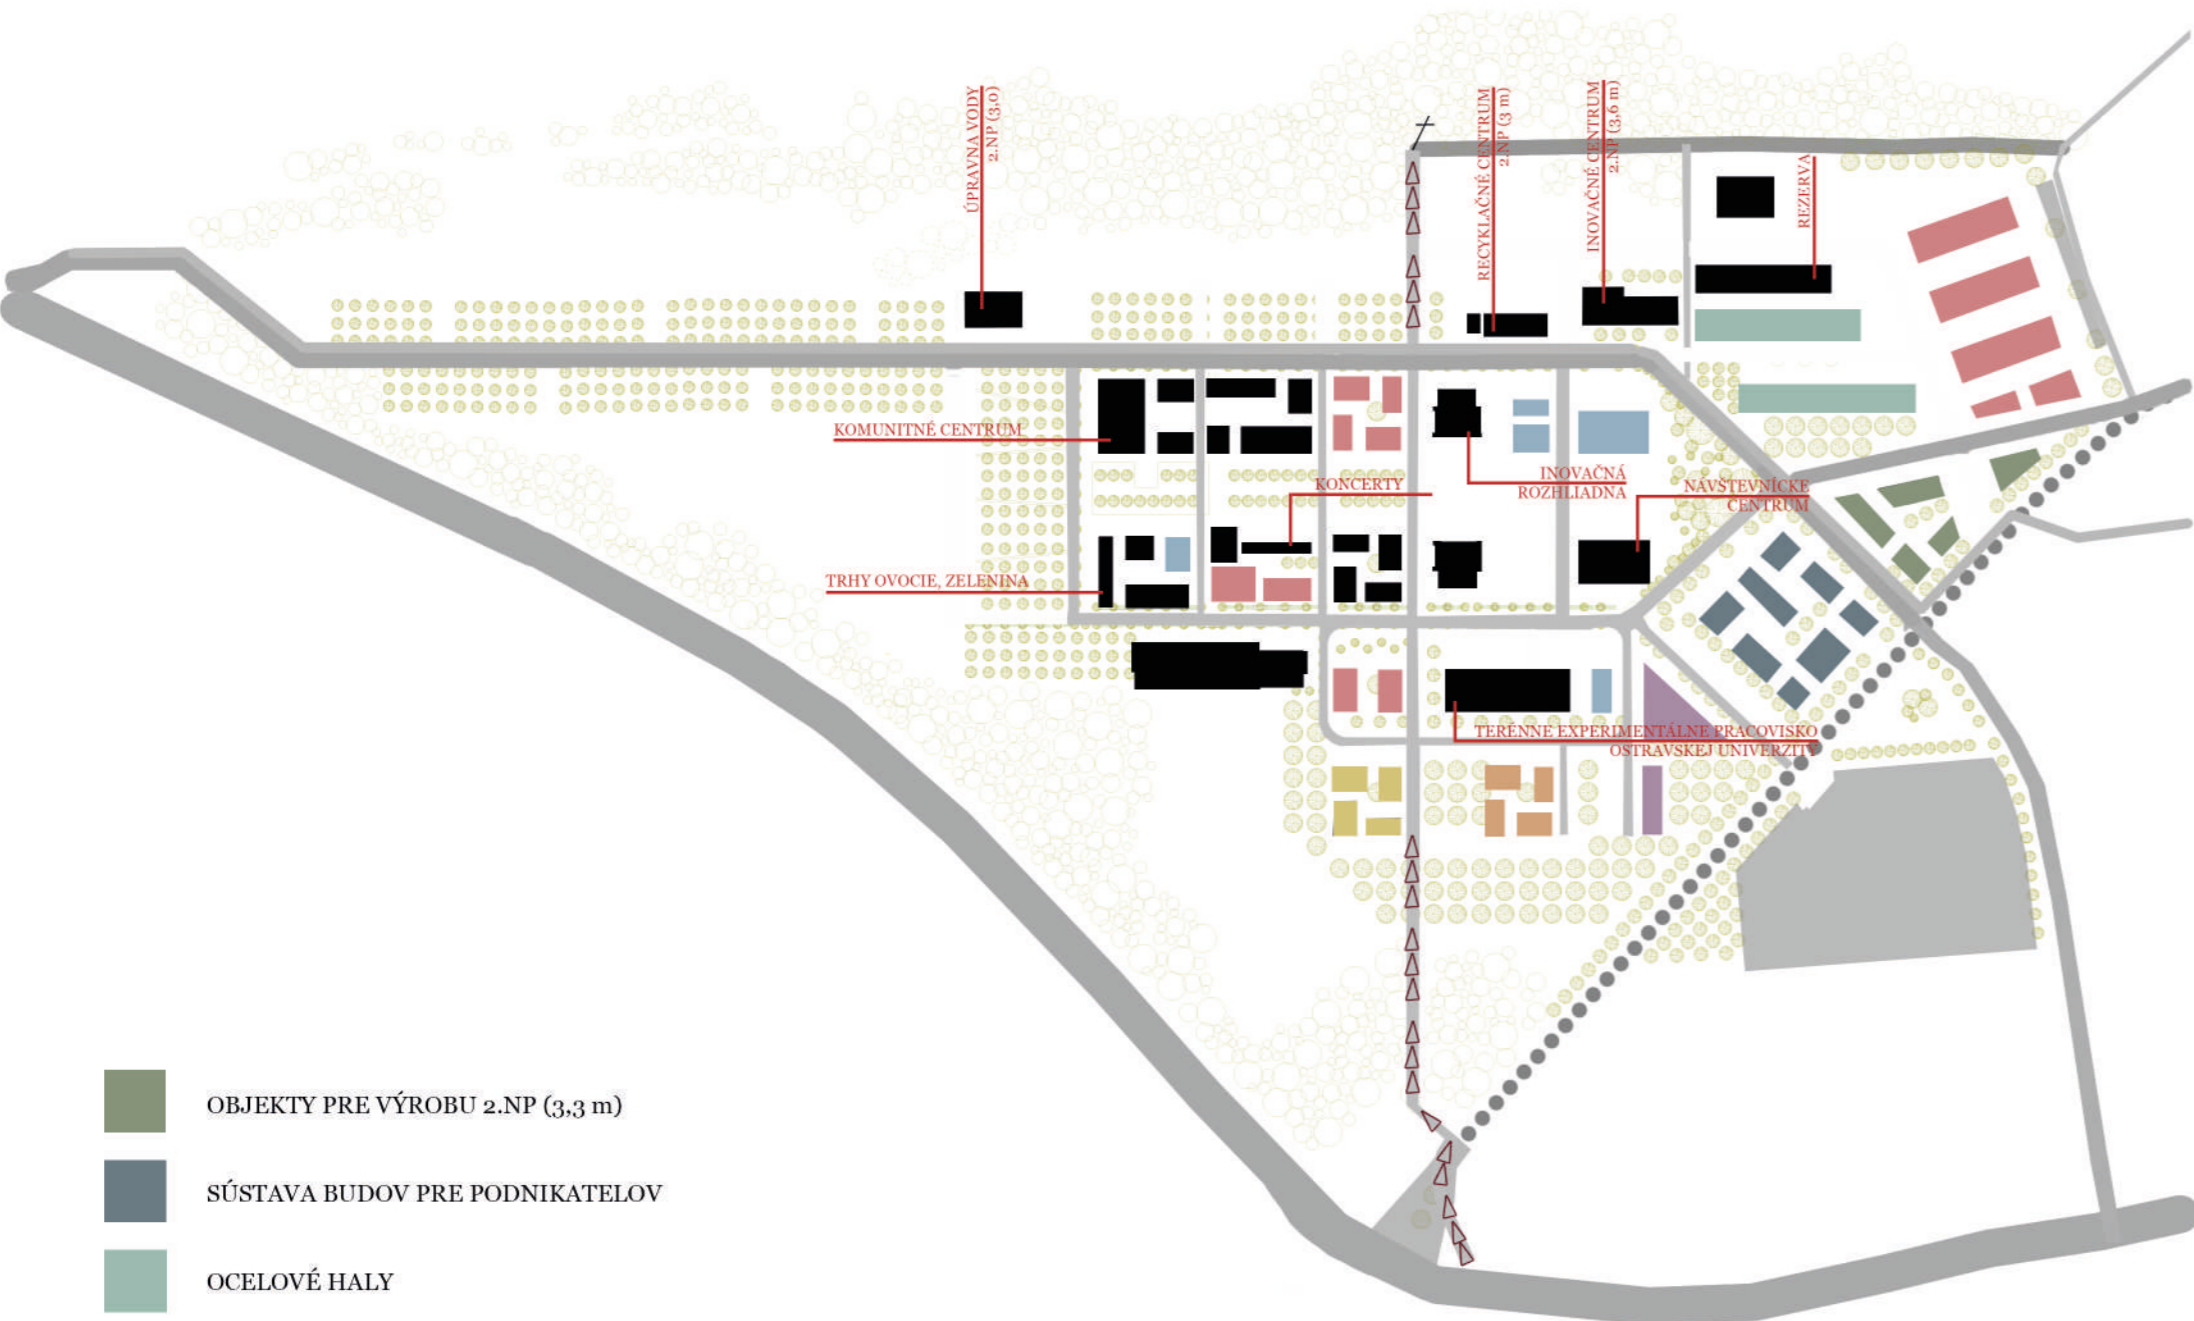 ÚPRAVNA VODY
2.NP (3,0)
RECYKLAČNÉ CENTRUM
2.NP (3 m)
INOVAČNÉ CENTRUM
2.NP (3,6 m)
REZERVA
KOMUNITNÉ CENTRUM
KONCERTY
INOVAČNÁ
ROZHLIADNA
NÁVŠTEVNÍCKE
CENTRUM
TRHY OVOCIE, ZELENINA
TERÉNNE EXPERIMENTÁLNE PRACOVISKO
OSTRAVSKEJ UNIVERZITY
OBJEKTY PRE VÝROBU 2.NP (3,3 m)
SÚSTAVA BUDOV PRE PODNIKATELOV
OCELOVÉ HALY